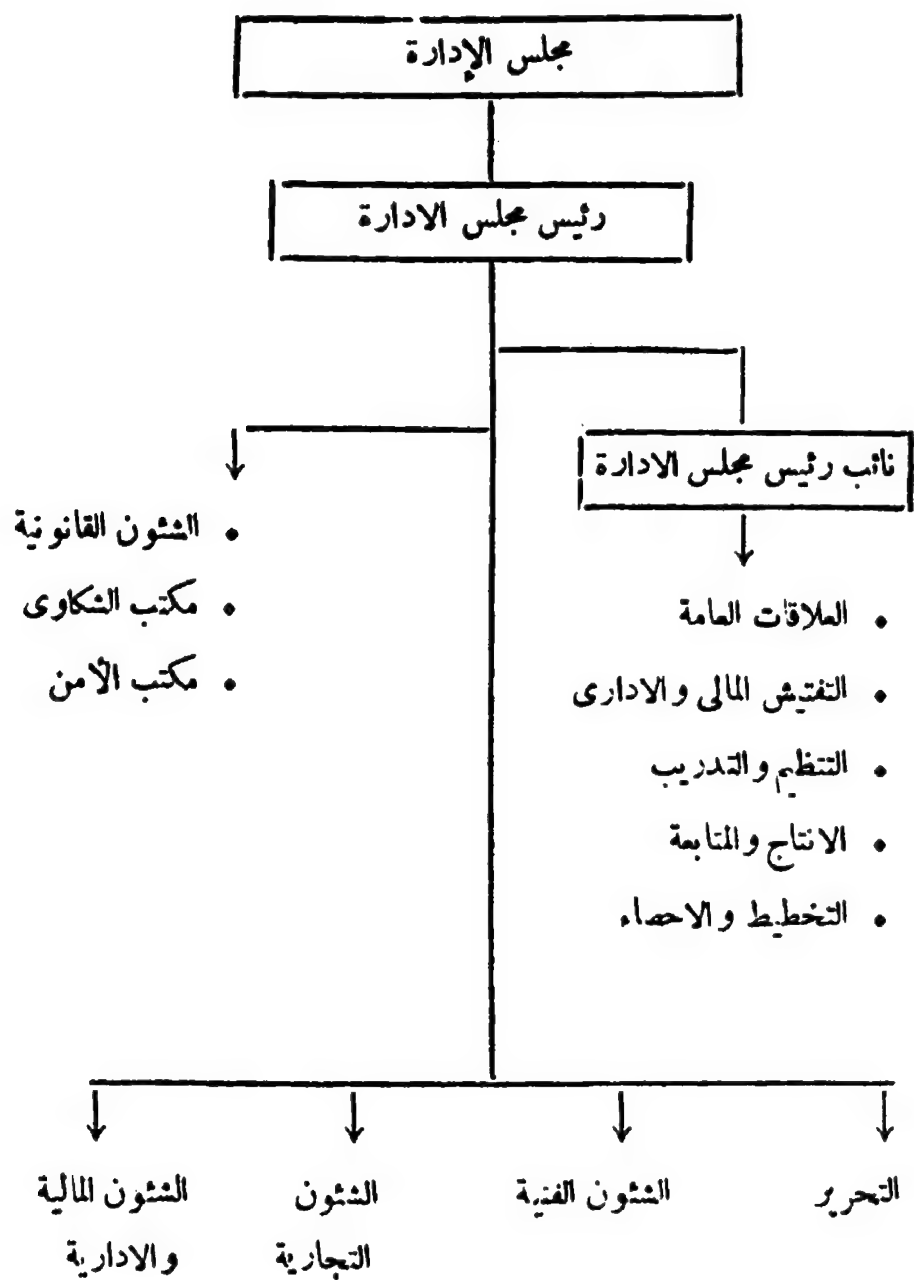 مجلس الإدارة
رئيس مجلس الادارة
نائب رئيس مجلس الادارة
• العلاقات العامة
• التفتيش المالى والادارى
• التنظيم والتدريب
• الانتاج والمتابعة
• التخطيط والاحصاء
• الشئون القانونية
• مكتب الشكاوى
• مكتب الأمن
التحرير
الشئون الفنية
الشئون
التجارية
الشئون المالية
والادارية